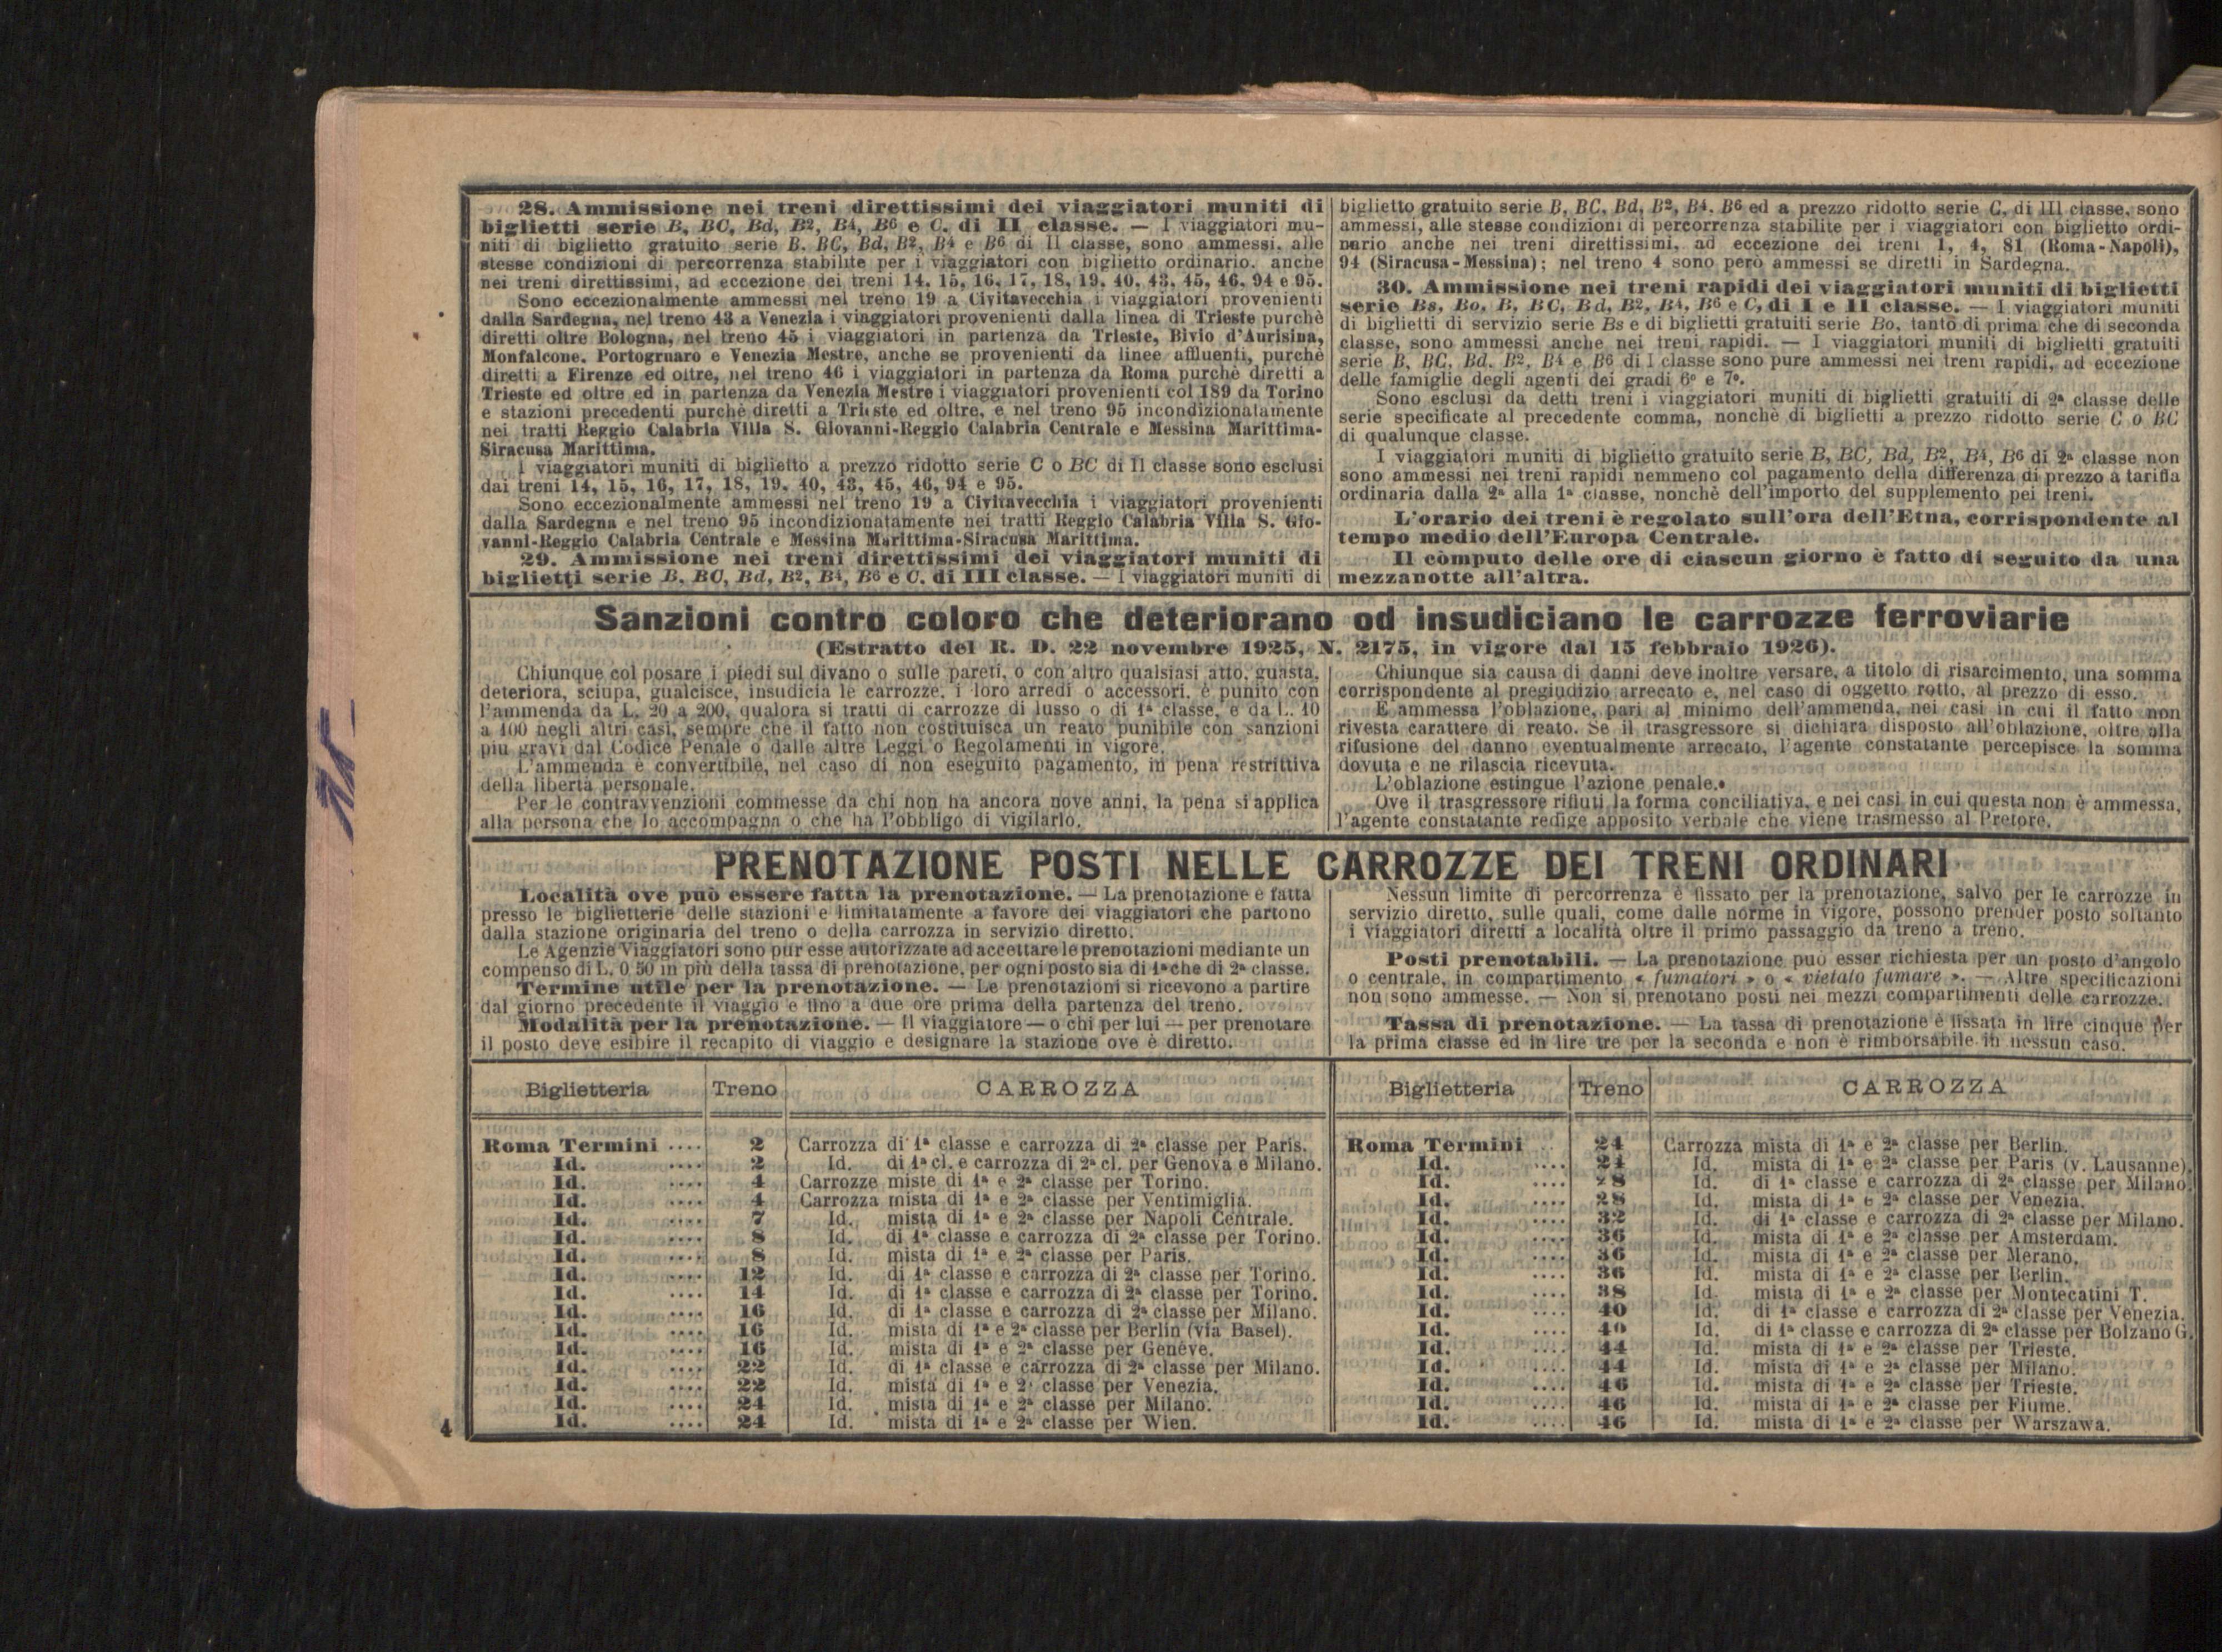 28. Ammissione nei treni direttissimi dei viaggiatori muniti di
biglietti serie B, BC, Bd, B2, B4, B6 e C. di II classe. — I viaggiatori mu-
niti di biglietto gratuito serie B. BC, Bd, B2, B4 e B6 di II classe, sono ammessi. alle
stesse condizioni di percorrenza stabilite per i viaggiatori con biglietto ordinario. anche
nei treni direttissimi, ad eccezione dei treni 14, 15, 16, 17, 18, 19, 40, 43, 45, 46, 94 e 95.
Sono eccezionalmente ammessi nel treno 19 a Civitavecchia i viaggiatori provenienti
dalla Sardegna, nel treno 43 a Venezia i viaggiatori provenienti dalla linea di Trieste purchè
diretti oltre Bologna, nel treno 45 i viaggiatori in partenza da Trieste, Bivio d'Aurisina,
Monfalcone, Portogruaro e Venezia Mestre, anche se provenienti da linee affluenti, purchè
diretti a Firenze ed oltre, nel treno 46 i viaggiatori in partenza da Roma purchè diretti a
Trieste ed oltre ed in partenza da Venezia Mestre i viaggiatori provenienti col 189 da Torino
e stazioni precedenti purchè diretti a Trieste ed oltre, e nel treno 95 incondizionatamente
nei tratti Reggio Calabria Villa S. Giovanni-Reggio Calabria Centrale e Messina Marittima-
Siracusa Marittima.
I viaggiatori muniti di biglietto a prezzo ridotto serie C o BC di II classe sono esclusi
dai treni 14, 15, 16, 17, 18, 19, 40, 43, 45, 46, 94 e 95.
Sono eccezionalmente ammessi nel treno 19 a Civitavecchia i viaggiatori provenienti
dalla Sardegna e nel treno 95 incondizionatamente nei tratti Reggio Calabria Villa S. Gio-
vanni-Reggio Calabria Centrale e Messina Marittima-Siracusa Marittima.
29. Ammissione nei treni direttissimi dei viaggiatori muniti di
biglietti serie B, BC, Bd, B2, B4, B6 e C. di III classe. — I viaggiatori muniti di
biglietto gratuito serie B, BC, Bd, B2, B4, B6 ed a prezzo ridotto serie C, di III classe, sono
ammessi, alle stesse condizioni di percorrenza stabilite per i viaggiatori con biglietto ordi-
nario anche nei treni direttissimi, ad eccezione dei treni 1, 4, 81 (Roma-Napoli),
94 (Siracusa-Messina); nel treno 4 sono però ammessi se diretti in Sardegna.
30. Ammissione nei treni rapidi dei viaggiatori muniti di biglietti
serie Bs, Bo, B, BC, Bd, B2, B4, B6 e C, di I e II classe. — I viaggiatori muniti
di biglietti di servizio serie Bs e di biglietti gratuiti serie Bo, tanto di prima che di seconda
classe, sono ammessi anche nei treni rapidi. — I viaggiatori muniti di biglietti gratuiti
serie B, BC, Bd, B2, B4 e B6 di I classe sono pure ammessi nei treni rapidi, ad eccezione
delle famiglie degli agenti dei gradi 6º e 7º.
Sono esclusi da detti treni i viaggiatori muniti di biglietti gratuiti di 2ª classe delle
serie specificate al precedente comma, nonchè di biglietti a prezzo ridotto serie C o BC
di qualunque classe.
I viaggiatori muniti di biglietto gratuito serie B, BC, Bd, B2, B4, B6 di 2ª classe non
sono ammessi nei treni rapidi nemmeno col pagamento della differenza di prezzo a tariffa
ordinaria dalla 2ª alla 1ª classe, nonchè dell'importo del supplemento pei treni.
L'orario dei treni è regolato sull'ora dell'Etna, corrispondente al
tempo medio dell'Europa Centrale.
Il còmputo delle ore di ciascun giorno è fatto di seguito da una
mezzanotte all'altra.
Sanzioni contro coloro che deteriorano od insudiciano le carrozze ferroviarie
(Estratto del R. D. 22 novembre 1925, N. 2175, in vigore dal 15 febbraio 1926).
Chiunque col posare i piedi sul divano o sulle pareti, o con altro qualsiasi atto, guasta,
deteriora, sciupa, gualcisce, insudicia le carrozze, i loro arredi o accessori, è punito con
l'ammenda da L. 20 a 200, qualora si tratti di carrozze di lusso o di 1ª classe, e da L. 10
a 100 negli altri casi, sempre che il fatto non costituisca un reato punibile con sanzioni
più gravi dal Codice Penale o dalle altre Leggi o Regolamenti in vigore.
L'ammenda è convertibile, nel caso di non eseguito pagamento, in pena restrittiva
della libertà personale.
Per le contravvenzioni commesse da chi non ha ancora nove anni, la pena si applica
alla persona che lo accompagna o che ha l'obbligo di vigilarlo.
Chiunque sia causa di danni deve inoltre versare, a titolo di risarcimento, una somma
corrispondente al pregiudizio arrecato e, nel caso di oggetto rotto, al prezzo di esso.
È ammessa l'oblazione, pari al minimo dell'ammenda, nei casi in cui il fatto non
rivesta carattere di reato. Se il trasgressore si dichiara disposto all'oblazione, oltre alla
rifusione del danno eventualmente arrecato, l'agente constatante percepisce la somma
dovuta e ne rilascia ricevuta.
L'oblazione estingue l'azione penale.
Ove il trasgressore rifiuti la forma conciliativa, e nei casi in cui questa non è ammessa,
l'agente constatante redige apposito verbale che viene trasmesso al Pretore.
PRENOTAZIONE POSTI NELLE CARROZZE DEI TRENI ORDINARI
Località ove può essere fatta la prenotazione. — La prenotazione è fatta
presso le biglietterie delle stazioni e limitatamente a favore dei viaggiatori che partono
dalla stazione originaria del treno o della carrozza in servizio diretto.
Le Agenzie Viaggiatori sono pur esse autorizzate ad accettare le prenotazioni mediante un
compenso di L. 0,50 in più della tassa di prenotazione, per ogni posto sia di 1ª che di 2ª classe.
Termine utile per la prenotazione. — Le prenotazioni si ricevono a partire
dal giorno precedente il viaggio e fino a due ore prima della partenza del treno.
Modalità per la prenotazione. — Il viaggiatore — o chi per lui — per prenotare
il posto deve esibire il recapito di viaggio e designare la stazione ove è diretto.
Nessun limite di percorrenza è fissato per la prenotazione, salvo per le carrozze in
servizio diretto, sulle quali, come dalle norme in vigore, possono prender posto soltanto
i viaggiatori diretti a località oltre il primo passaggio da treno a treno.
Posti prenotabili. — La prenotazione può esser richiesta per un posto d'angolo
o centrale, in compartimento « fumatori » o « vietato fumare ». — Altre specificazioni
non sono ammesse. — Non si prenotano posti nei mezzi compartimenti delle carrozze.
Tassa di prenotazione. — La tassa di prenotazione è fissata in lire cinque per
la prima classe ed in lire tre per la seconda e non è rimborsabile in nessun caso.
Biglietteria Treno CARROZZA
Roma Termini .... 2 Carrozza di 1ª classe e carrozza di 2ª classe per Paris.
Id. .... 2 Id. di 1ª cl. e carrozza di 2ª cl. per Genova e Milano.
Id. .... 4 Carrozze miste di 1ª e 2ª classe per Torino.
Id. .... 4 Carrozza mista di 1ª e 2ª classe per Ventimiglia.
Id. .... 7 Id. mista di 1ª e 2ª classe per Napoli Centrale.
Id. .... 8 Id. di 1ª classe e carrozza di 2ª classe per Torino.
Id. .... 8 Id. mista di 1ª e 2ª classe per Paris.
Id. .... 12 Id. di 1ª classe e carrozza di 2ª classe per Torino.
Id. .... 14 Id. di 1ª classe e carrozza di 2ª classe per Torino.
Id. .... 16 Id. di 1ª classe e carrozza di 2ª classe per Milano.
Id. .... 16 Id. mista di 1ª e 2ª classe per Berlin (via Basel).
Id. .... 16 Id. mista di 1ª e 2ª classe per Genève.
Id. .... 22 Id. di 1ª classe e carrozza di 2ª classe per Milano.
Id. .... 22 Id. mista di 1ª e 2ª classe per Venezia.
Id. .... 24 Id. mista di 1ª e 2ª classe per Milano.
Id. .... 24 Id. mista di 1ª e 2ª classe per Wien.
Biglietteria Treno CARROZZA
Roma Termini 24 Carrozza mista di 1ª e 2ª classe per Berlin.
Id. .... 24 Id. mista di 1ª e 2ª classe per Paris (v. Lausanne).
Id. .... 28 Id. di 1ª classe e carrozza di 2ª classe per Milano.
Id. .... 28 Id. mista di 1ª e 2ª classe per Venezia.
Id. .... 32 Id. di 1ª classe e carrozza di 2ª classe per Milano.
Id. .... 36 Id. mista di 1ª e 2ª classe per Amsterdam.
Id. .... 36 Id. mista di 1ª e 2ª classe per Merano.
Id. .... 36 Id. mista di 1ª e 2ª classe per Berlin.
Id. .... 38 Id. mista di 1ª e 2ª classe per Montecatini T.
Id. .... 40 Id. di 1ª classe e carrozza di 2ª classe per Venezia.
Id. .... 40 Id. di 1ª classe e carrozza di 2ª classe per Bolzano G.
Id. .... 44 Id. mista di 1ª e 2ª classe per Trieste.
Id. .... 44 Id. mista di 1ª e 2ª classe per Milano.
Id. .... 46 Id. mista di 1ª e 2ª classe per Trieste.
Id. .... 46 Id. mista di 1ª e 2ª classe per Fiume.
Id. .... 46 Id. mista di 1ª e 2ª classe per Warszawa.
4